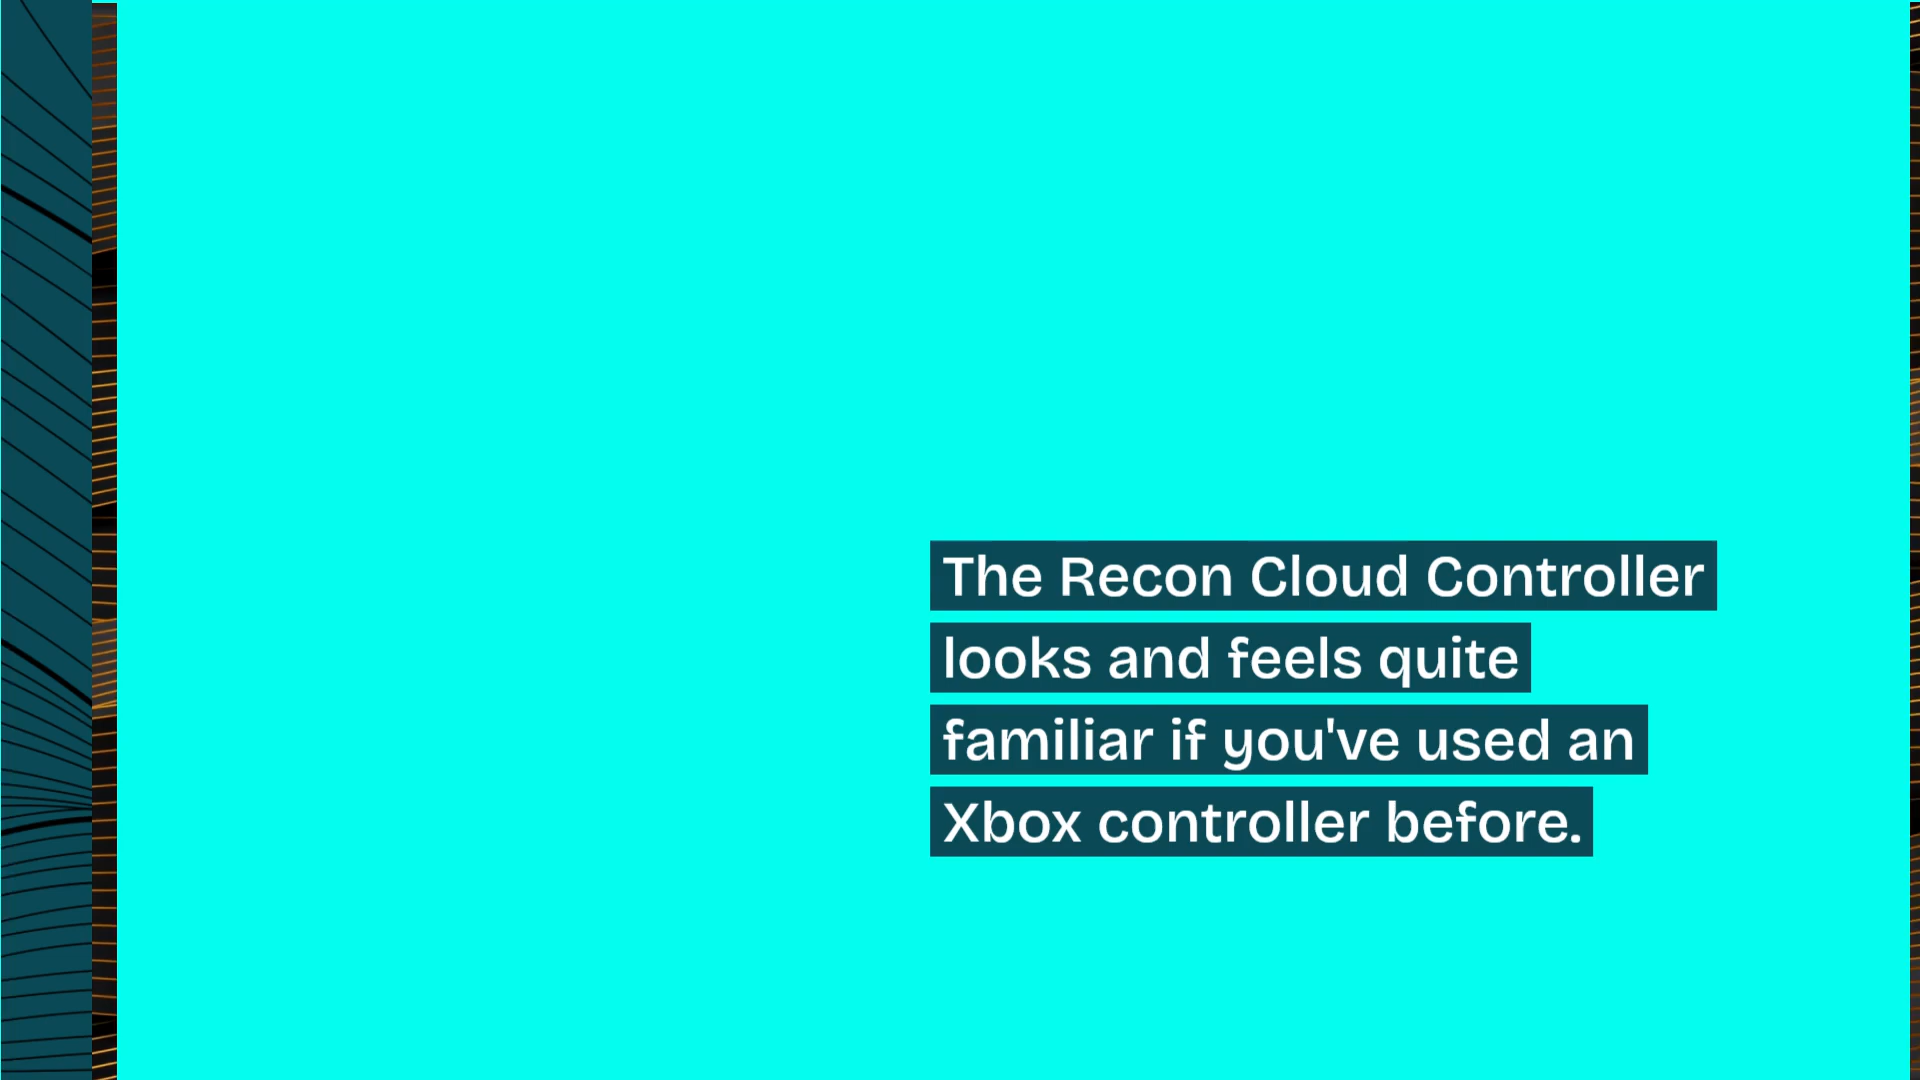 The Recon Cloud Controller
looks and feels quite
familiar if you've used an
Xbox controller before.